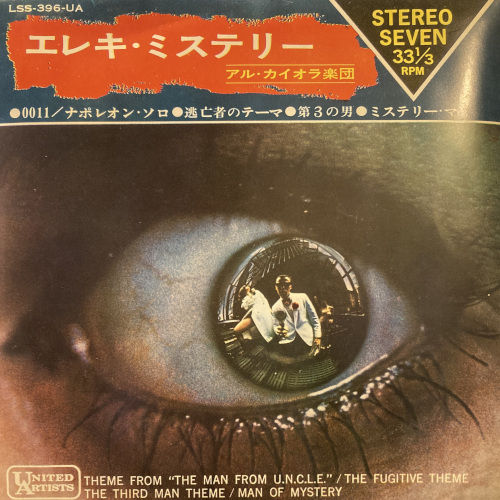 LSS-396-UA
エレキ・ミステリー
アル・カイオラ楽団
STEREO
SEVEN
33⅓
RPM
●0011/ナポレオン・ソロ●逃亡者のテーマ●第3の男●ミステリー・マ
UNITED
ARTISTS
THEME FROM "THE MAN FROM U.N.C.L.E." / THE FUGITIVE THEME
THE THIRD MAN THEME / MAN OF MYSTERY